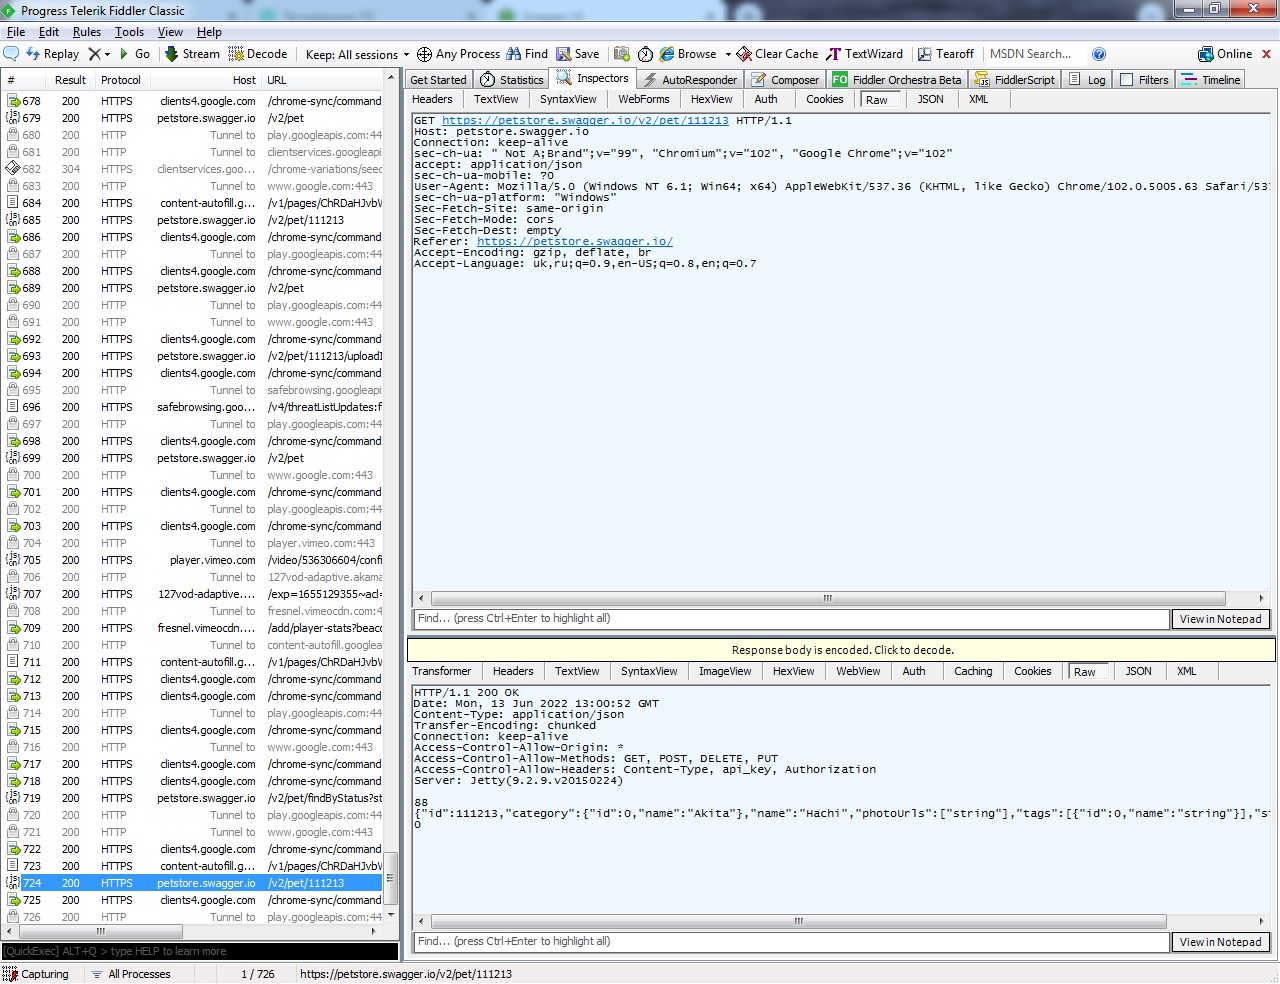 Progress Telerik Fiddler Classic
File Edit Rules Tools View Help
Replay Go Stream Decode Keep: All sessions Any Process Find Save Browse Clear Cache TextWizard Tearoff MSDN Search... Online
# Result Protocol Host URL
678 200 HTTPS clients4.google.com /chrome-sync/command
679 200 HTTPS petstore.swagger.io /v2/pet
680 200 HTTP Tunnel to play.googleapis.com:44
681 200 HTTP Tunnel to clientservices.googleapi
682 304 HTTPS clientservices.goo... /chrome-variations/seed
683 200 HTTP Tunnel to www.google.com:443
684 200 HTTPS content-autofill.g... /v1/pages/ChRDaHJvbW
685 200 HTTPS petstore.swagger.io /v2/pet/111213
686 200 HTTPS clients4.google.com /chrome-sync/command
687 200 HTTP Tunnel to play.googleapis.com:44
688 200 HTTPS clients4.google.com /chrome-sync/command
689 200 HTTPS petstore.swagger.io /v2/pet
690 200 HTTP Tunnel to play.googleapis.com:44
691 200 HTTP Tunnel to www.google.com:443
692 200 HTTPS clients4.google.com /chrome-sync/command
693 200 HTTPS petstore.swagger.io /v2/pet/111213/uploadI
694 200 HTTPS clients4.google.com /chrome-sync/command
695 200 HTTP Tunnel to safebrowsing.googleapi
696 200 HTTPS safebrowsing.goo... /v4/threatListUpdates:f
697 200 HTTP Tunnel to play.googleapis.com:44
698 200 HTTPS clients4.google.com /chrome-sync/command
699 200 HTTPS petstore.swagger.io /v2/pet
700 200 HTTP Tunnel to www.google.com:443
701 200 HTTPS clients4.google.com /chrome-sync/command
702 200 HTTP Tunnel to play.googleapis.com:44
703 200 HTTPS clients4.google.com /chrome-sync/command
704 200 HTTP Tunnel to player.vimeo.com:443
705 200 HTTPS player.vimeo.com /video/536306604/confi
706 200 HTTP Tunnel to 127vod-adaptive.akama
707 200 HTTPS 127vod-adaptive.... /exp=1655129355~acl=
708 200 HTTP Tunnel to fresnel.vimeocdn.com:4
709 200 HTTPS fresnel.vimeocdn.... /add/player-stats?beaco
710 200 HTTP Tunnel to content-autofill.googlea
711 200 HTTPS content-autofill.g... /v1/pages/ChRDaHJvbW
712 200 HTTPS clients4.google.com /chrome-sync/command
713 200 HTTPS clients4.google.com /chrome-sync/command
714 200 HTTP Tunnel to play.googleapis.com:44
715 200 HTTPS clients4.google.com /chrome-sync/command
716 200 HTTP Tunnel to www.google.com:443
717 200 HTTPS clients4.google.com /chrome-sync/command
718 200 HTTPS clients4.google.com /chrome-sync/command
719 200 HTTPS petstore.swagger.io /v2/pet/findByStatus?st
720 200 HTTP Tunnel to play.googleapis.com:44
721 200 HTTP Tunnel to www.google.com:443
722 200 HTTPS clients4.google.com /chrome-sync/command
723 200 HTTPS content-autofill.g... /v1/pages/ChRDaHJvbW
724 200 HTTPS petstore.swagger.io /v2/pet/111213
725 200 HTTPS clients4.google.com /chrome-sync/command
726 200 HTTP Tunnel to play.googleapis.com:44
[QuickExec] ALT+Q > type HELP to learn more
Get Started Statistics Inspectors AutoResponder Composer FO Fiddler Orchestra Beta FiddlerScript Log Filters Timeline
Headers TextView SyntaxView WebForms HexView Auth Cookies Raw JSON XML
GET https://petstore.swagger.io/v2/pet/111213 HTTP/1.1
Host: petstore.swagger.io
Connection: keep-alive
sec-ch-ua: " Not A;Brand";v="99", "Chromium";v="102", "Google Chrome";v="102"
accept: application/json
sec-ch-ua-mobile: ?0
User-Agent: Mozilla/5.0 (Windows NT 6.1; Win64; x64) AppleWebKit/537.36 (KHTML, like Gecko) Chrome/102.0.5005.63 Safari/53
sec-ch-ua-platform: "Windows"
Sec-Fetch-Site: same-origin
Sec-Fetch-Mode: cors
Sec-Fetch-Dest: empty
Referer: https://petstore.swagger.io/
Accept-Encoding: gzip, deflate, br
Accept-Language: uk,ru;q=0.9,en-US;q=0.8,en;q=0.7
Find... (press Ctrl+Enter to highlight all) View in Notepad
Response body is encoded. Click to decode.
Transformer Headers TextView SyntaxView ImageView HexView WebView Auth Caching Cookies Raw JSON XML
HTTP/1.1 200 OK
Date: Mon, 13 Jun 2022 13:00:52 GMT
Content-Type: application/json
Transfer-Encoding: chunked
Connection: keep-alive
Access-Control-Allow-Origin: *
Access-Control-Allow-Methods: GET, POST, DELETE, PUT
Access-Control-Allow-Headers: Content-Type, api_key, Authorization
Server: Jetty(9.2.9.v20150224)
88
{"id":111213,"category":{"id":0,"name":"Akita"},"name":"Hachi","photoUrls":["string"],"tags":[{"id":0,"name":"string"}],"s
0
Find... (press Ctrl+Enter to highlight all) View in Notepad
Capturing All Processes 1 / 726 https://petstore.swagger.io/v2/pet/111213